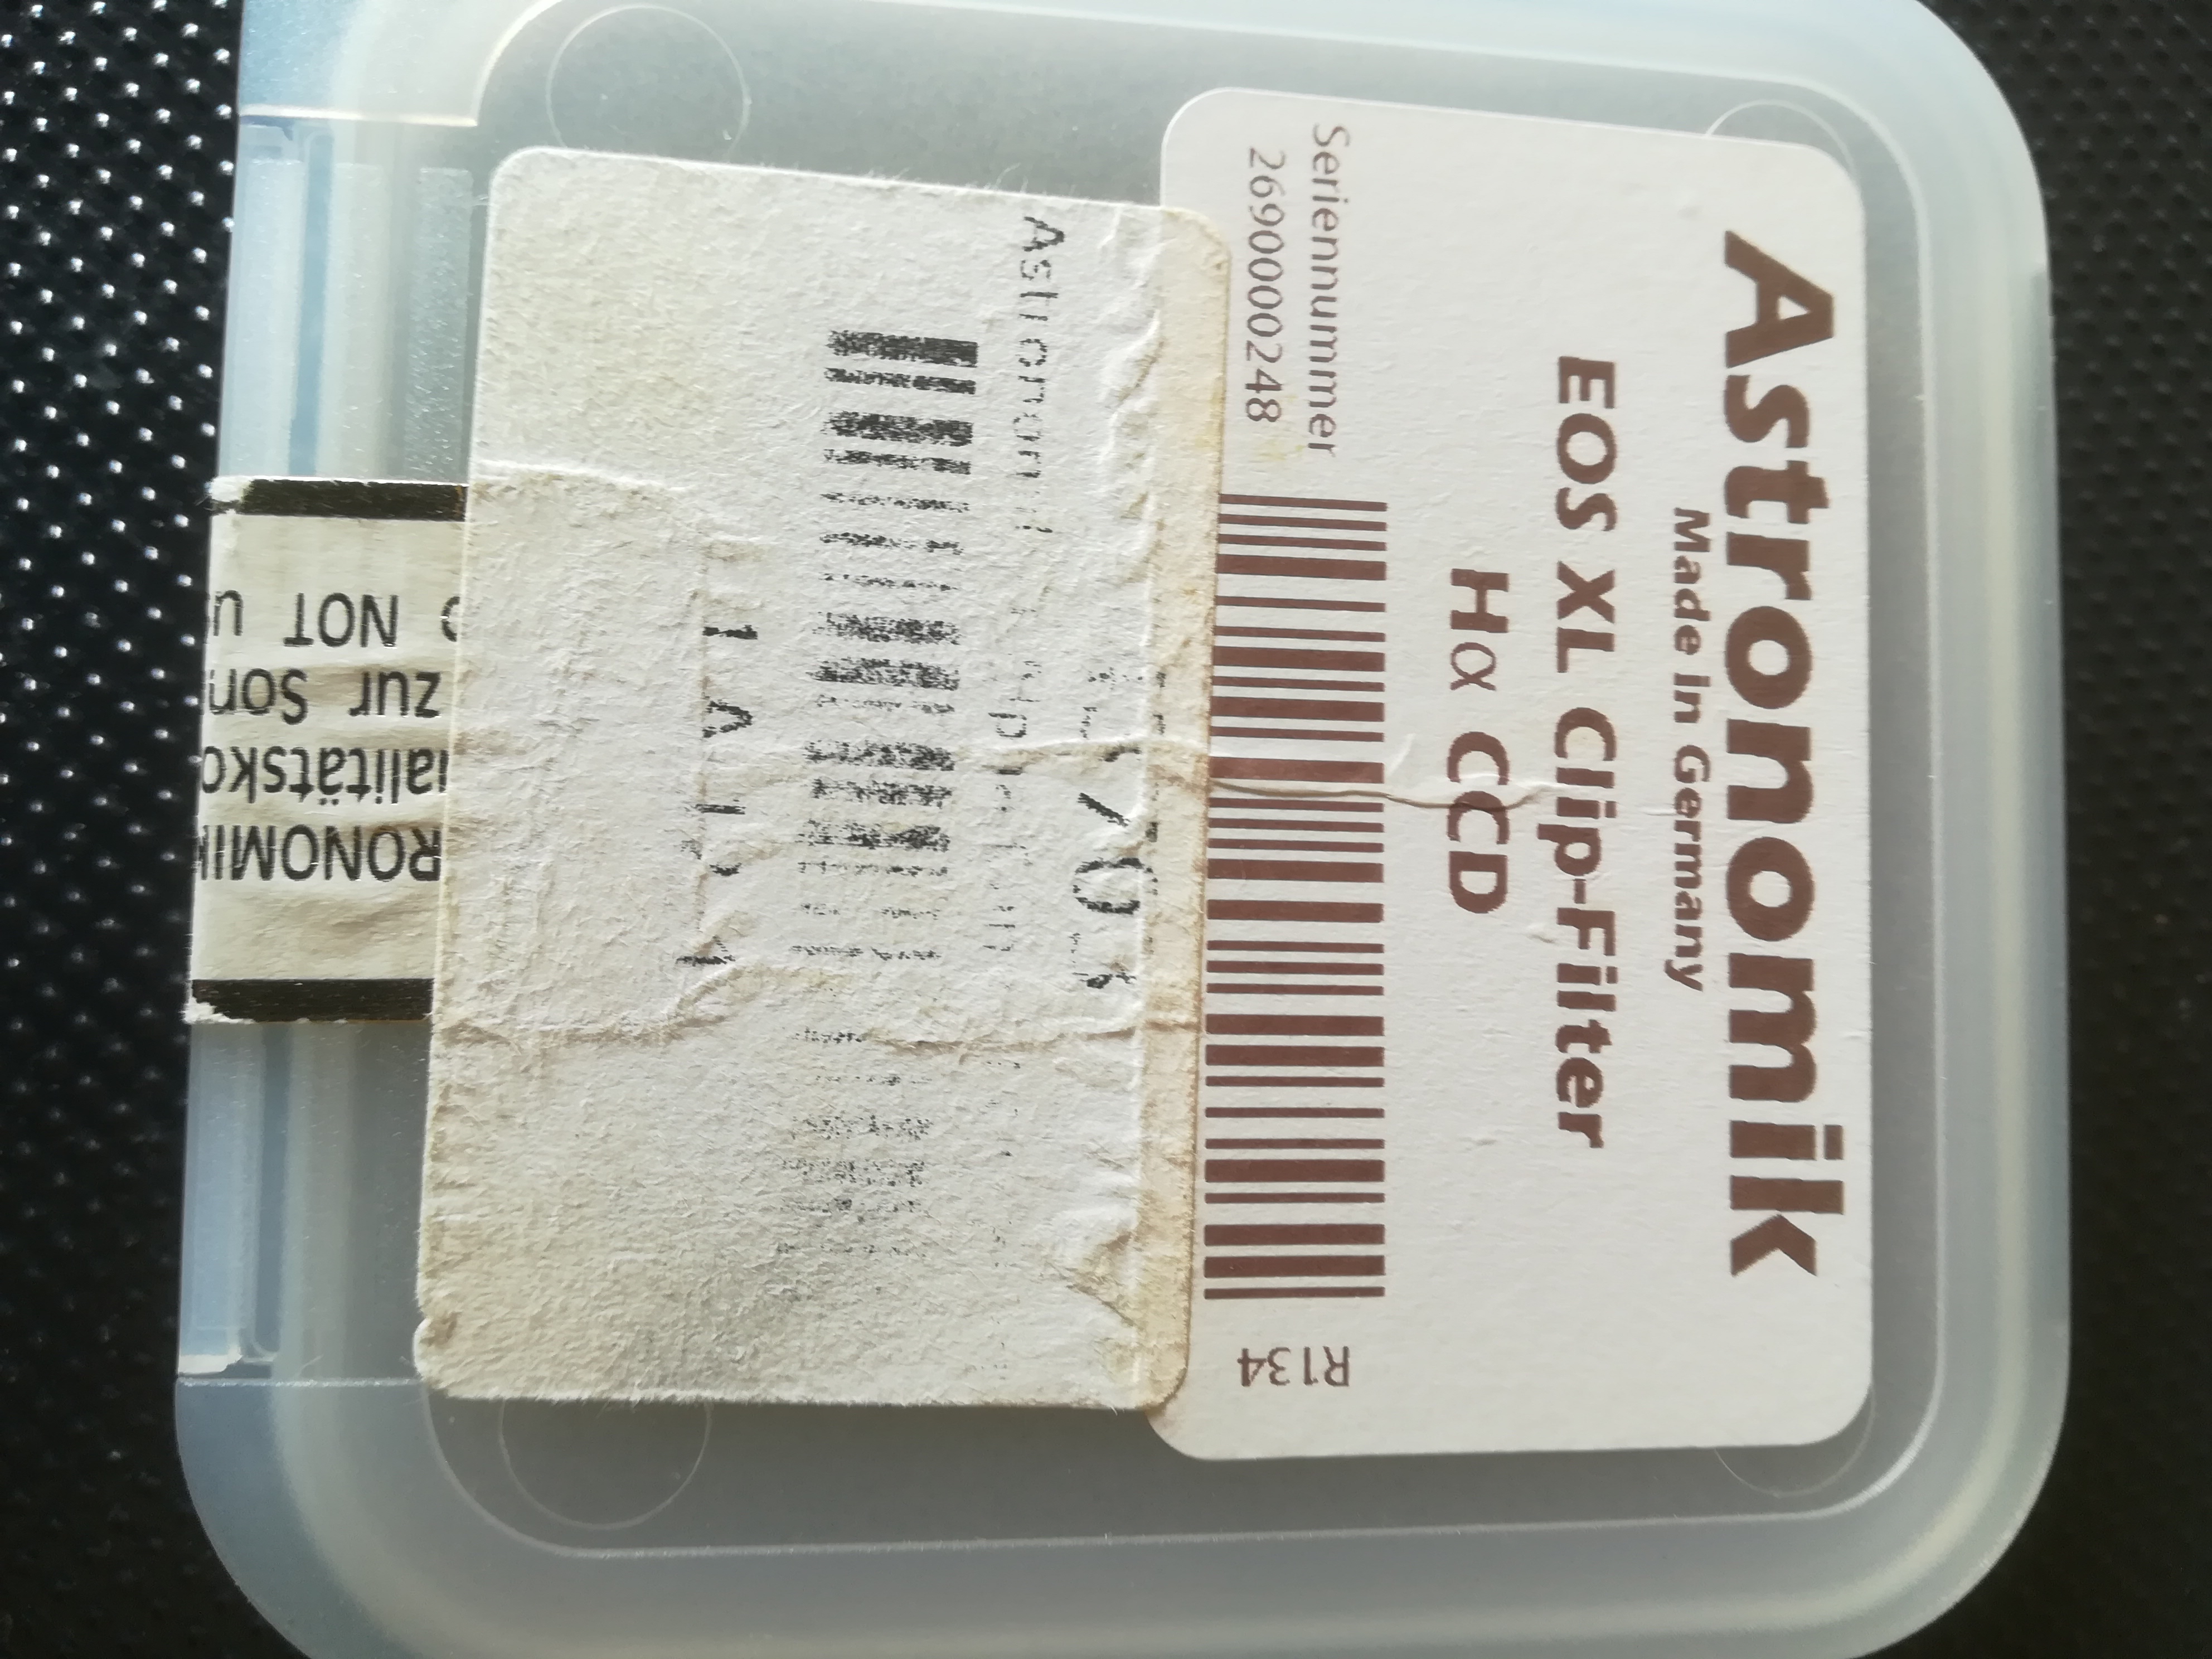 Astronomik
Made in Germany
EOS XL Clip-Filter
Hα CCD
Seriennummer
2690000248
R134
RONOMIK
alitätsko
zur Son
NOT u